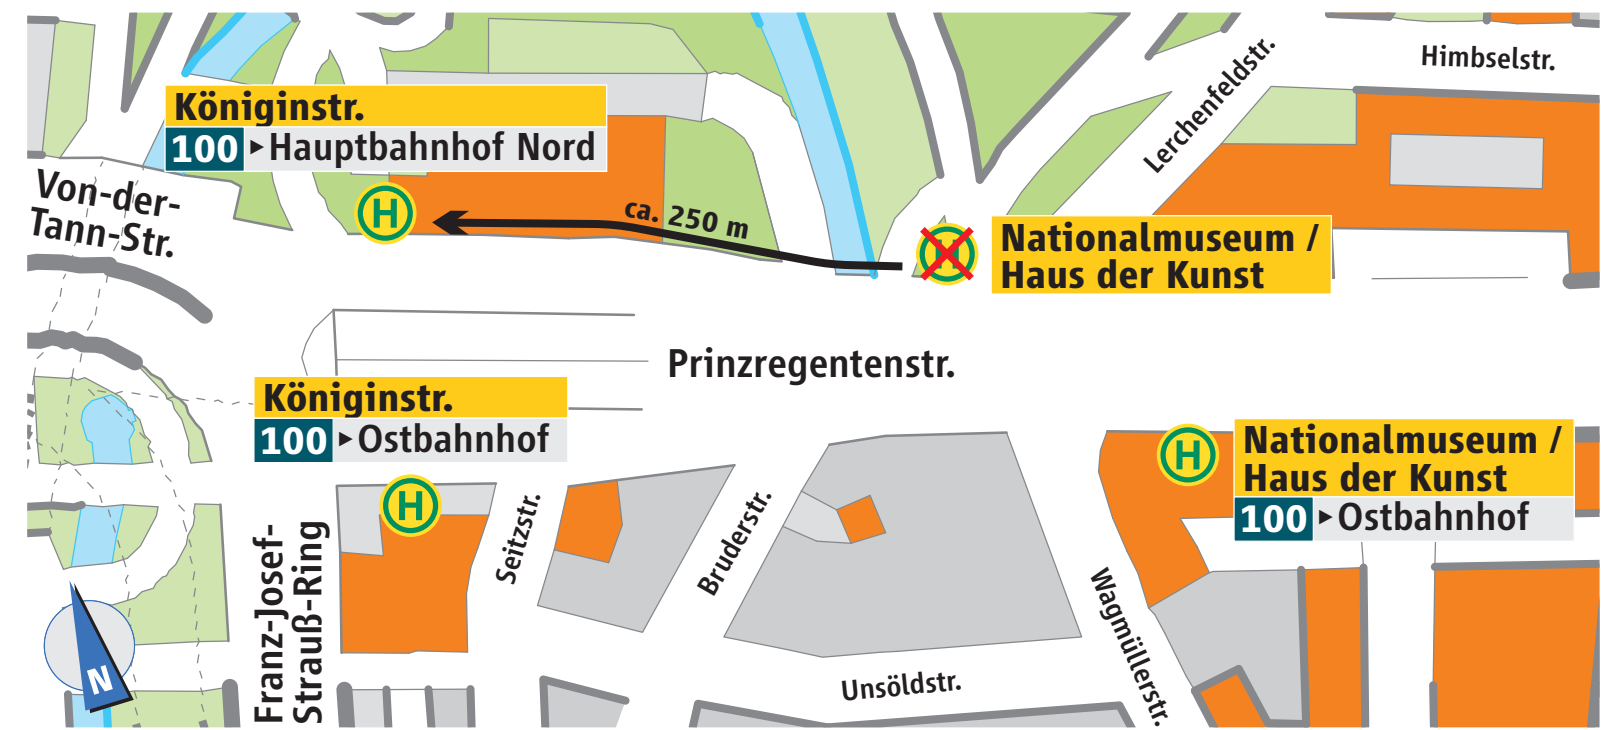 Himbselstr.
Lerchenfeldstr.
Königinstr.
100 ▸ Hauptbahnhof Nord
Von-der-
Tann-Str.
H
ca. 250 m
H
Nationalmuseum /
Haus der Kunst
Prinzregentenstr.
Königinstr.
100 ▸ Ostbahnhof
H
H
Nationalmuseum /
Haus der Kunst
100 ▸ Ostbahnhof
Franz-Josef-
Strauß-Ring
Seitzstr.
Bruderstr.
Wagmüllerstr.
Unsöldstr.
N